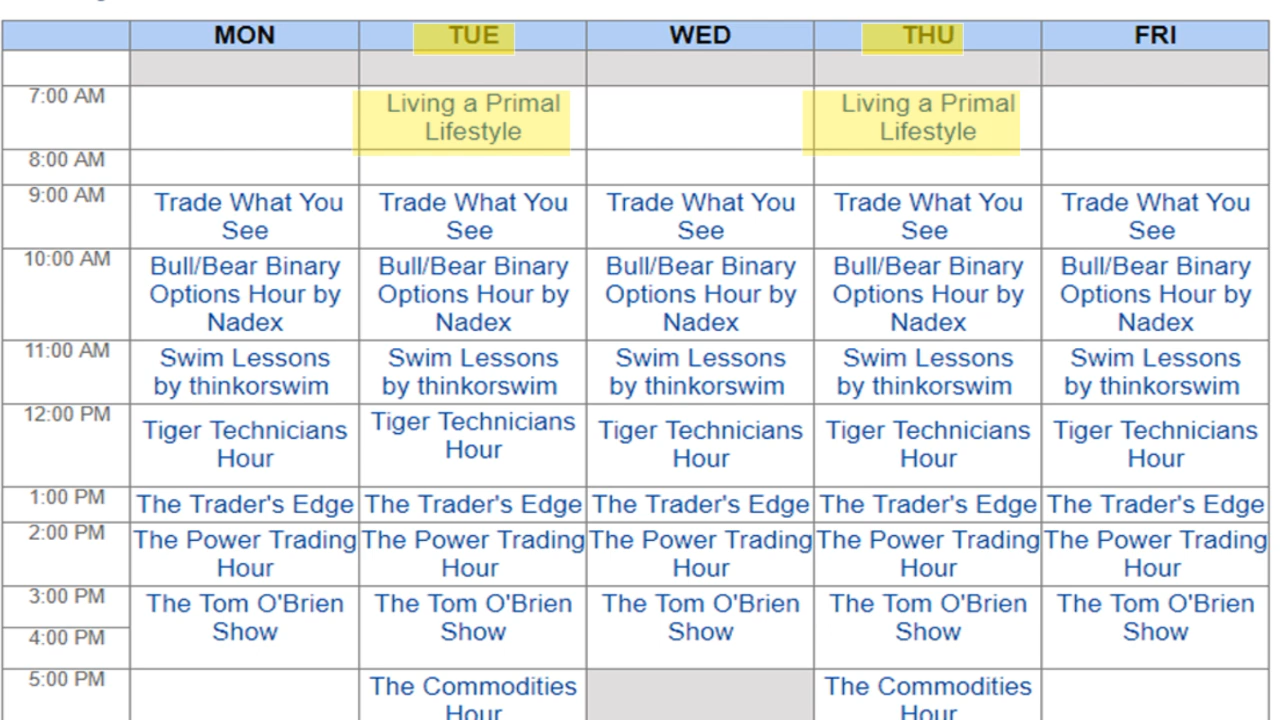 MON TUE WED THU FRI
7:00 AM Living a Primal Living a Primal
Lifestyle Lifestyle
8:00 AM
9:00 AM Trade What You Trade What You Trade What You Trade What You Trade What You
See See See See See
10:00 AM Bull/Bear Binary Bull/Bear Binary Bull/Bear Binary Bull/Bear Binary Bull/Bear Binary
Options Hour by Options Hour by Options Hour by Options Hour by Options Hour by
Nadex Nadex Nadex Nadex Nadex
11:00 AM Swim Lessons Swim Lessons Swim Lessons Swim Lessons Swim Lessons
by thinkorswim by thinkorswim by thinkorswim by thinkorswim by thinkorswim
12:00 PM Tiger Technicians Tiger Technicians Tiger Technicians Tiger Technicians Tiger Technicians
Hour Hour Hour Hour Hour
1:00 PM The Trader's Edge The Trader's Edge The Trader's Edge The Trader's Edge The Trader's Edge
2:00 PM The Power Trading The Power Trading The Power Trading The Power Trading The Power Trading
Hour Hour Hour Hour Hour
3:00 PM The Tom O'Brien The Tom O'Brien The Tom O'Brien The Tom O'Brien The Tom O'Brien
4:00 PM Show Show Show Show Show
5:00 PM The Commodities The Commodities
Hour Hour